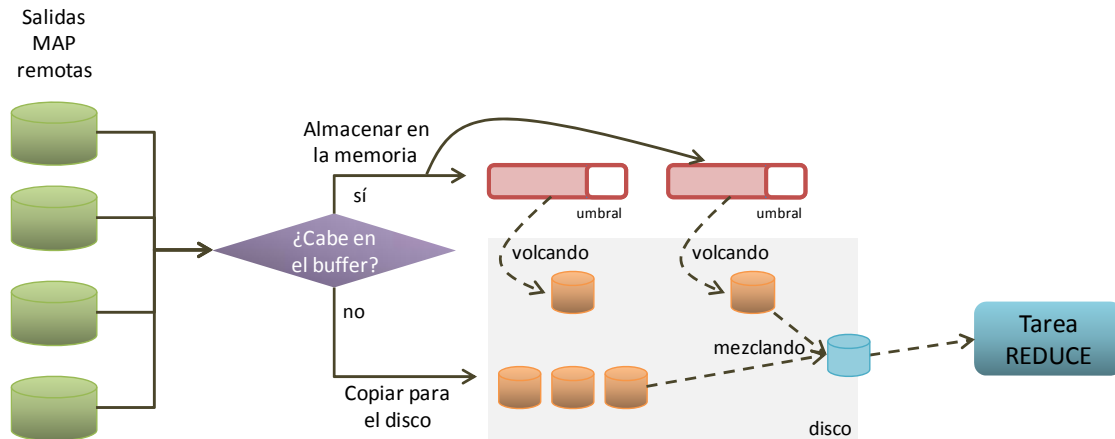 Salidas
MAP
remotas
Almacenar en
la memoria
sí
umbral
umbral
¿Cabe en
el buffer?
volcando
volcando
no
mezclando
Tarea
REDUCE
Copiar para
el disco
disco